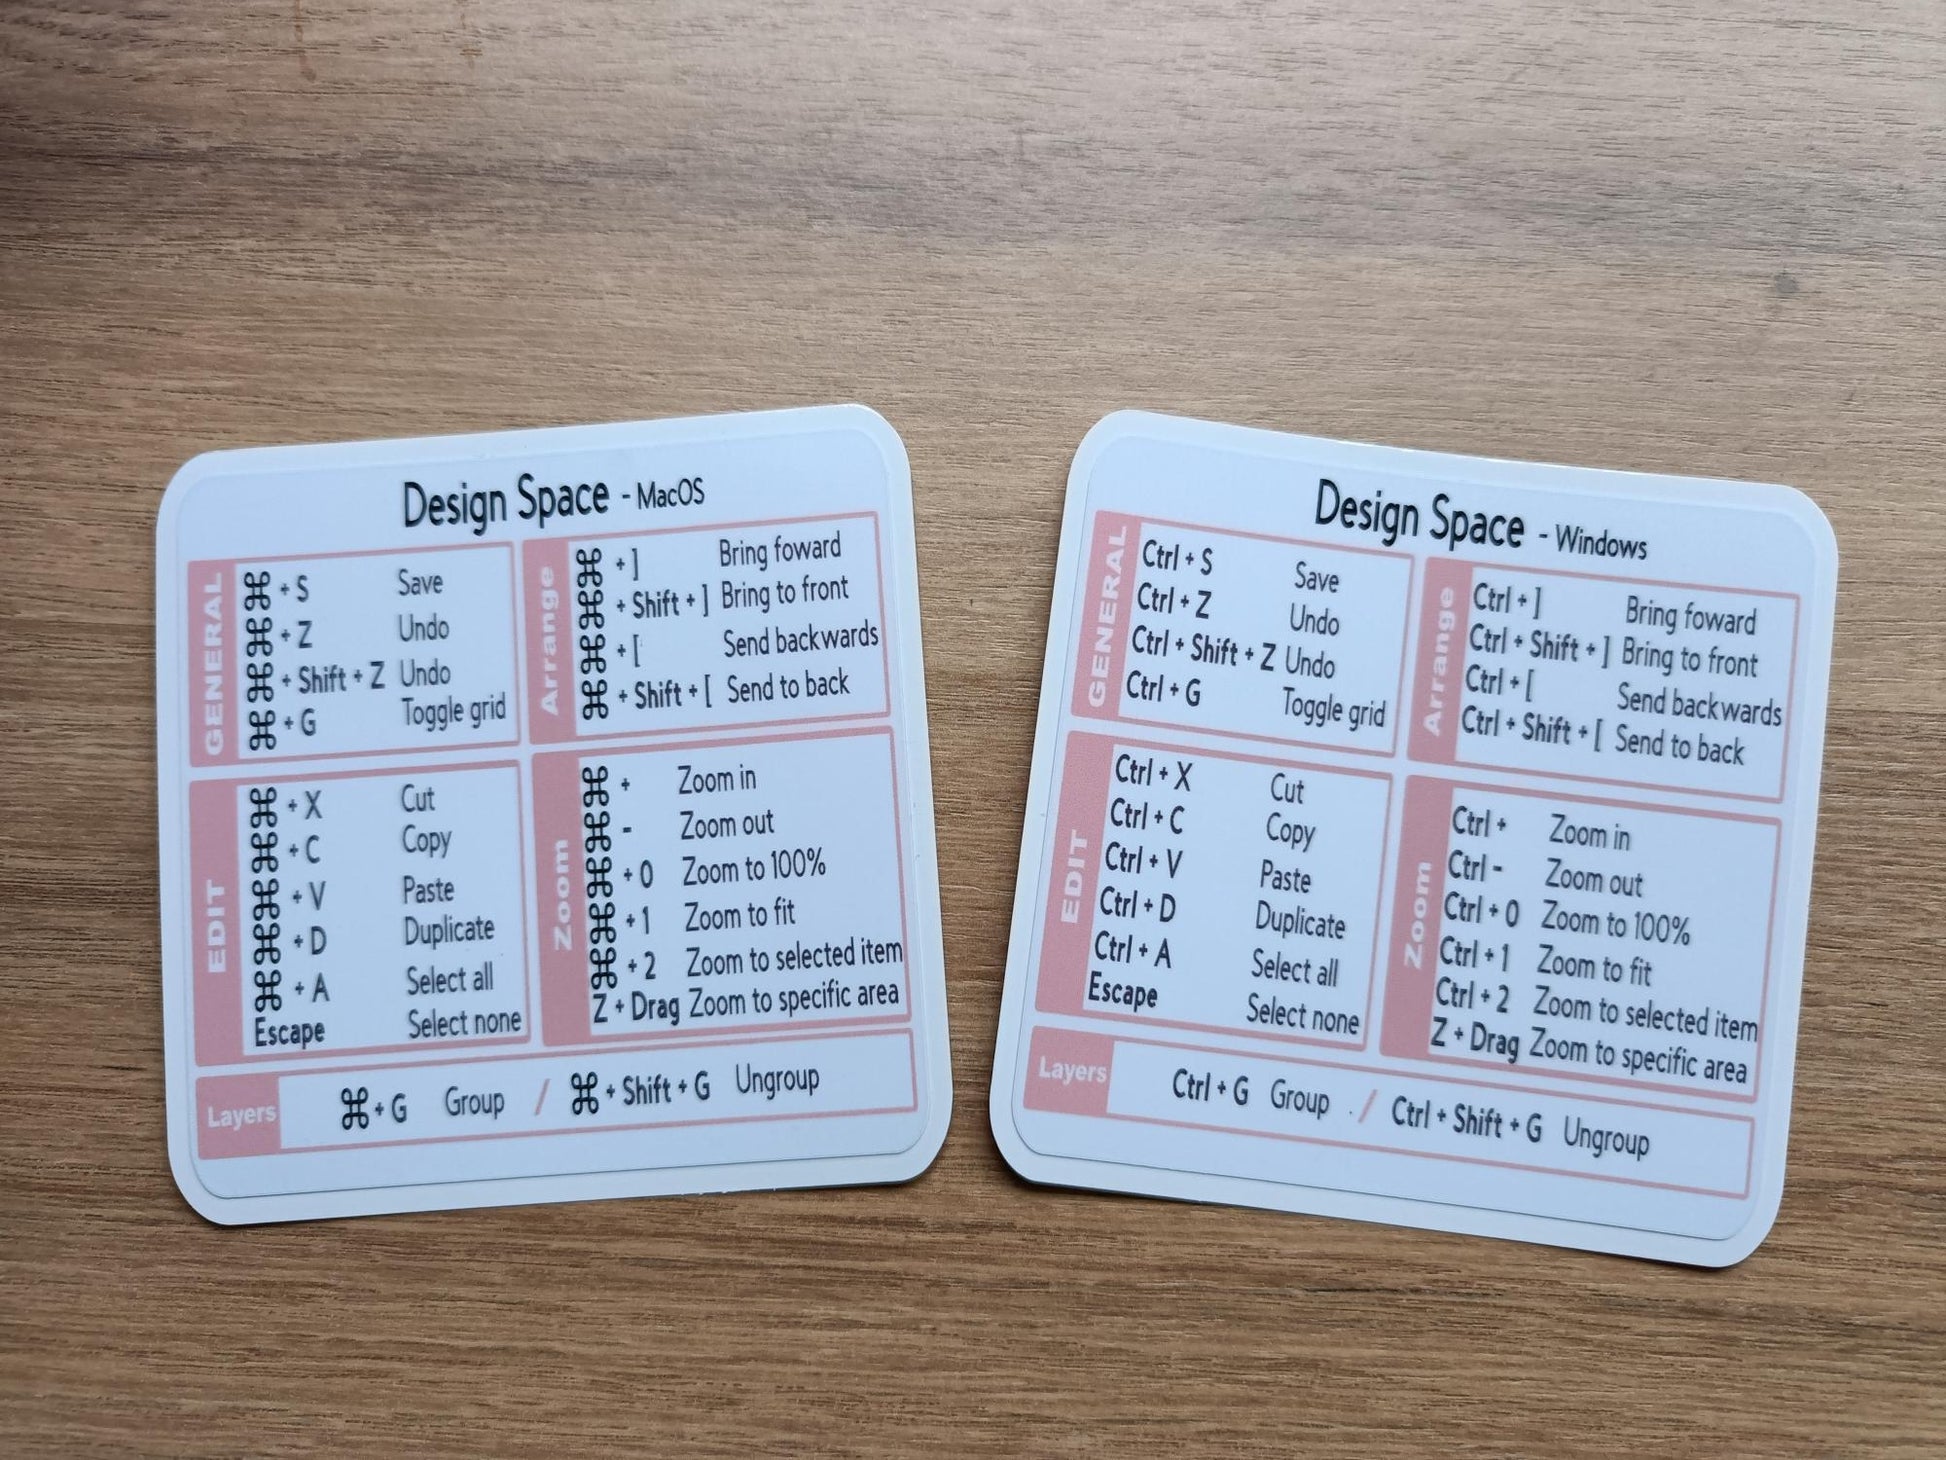 Design Space - MacOS
GENERAL
⌘ + S Save
⌘ + Z Undo
⌘ + Shift + Z Undo
⌘ + G Toggle grid
Arrange
⌘ + ] Bring foward
⌘ + Shift + ] Bring to front
⌘ + [ Send backwards
⌘ + Shift + [ Send to back
EDIT
⌘ + X Cut
⌘ + C Copy
⌘ + V Paste
⌘ + D Duplicate
⌘ + A Select all
Escape Select none
Zoom
⌘ + Zoom in
⌘ - Zoom out
⌘ + 0 Zoom to 100%
⌘ + 1 Zoom to fit
⌘ + 2 Zoom to selected item
Z + Drag Zoom to specific area
Layers ⌘ + G Group / ⌘ + Shift + G Ungroup
Design Space - Windows
GENERAL
Ctrl + S Save
Ctrl + Z Undo
Ctrl + Shift + Z Undo
Ctrl + G Toggle grid
Arrange
Ctrl + ] Bring foward
Ctrl + Shift + ] Bring to front
Ctrl + [ Send backwards
Ctrl + Shift + [ Send to back
EDIT
Ctrl + X Cut
Ctrl + C Copy
Ctrl + V Paste
Ctrl + D Duplicate
Ctrl + A Select all
Escape Select none
Zoom
Ctrl + Zoom in
Ctrl - Zoom out
Ctrl + 0 Zoom to 100%
Ctrl + 1 Zoom to fit
Ctrl + 2 Zoom to selected item
Z + Drag Zoom to specific area
Layers Ctrl + G Group / Ctrl + Shift + G Ungroup